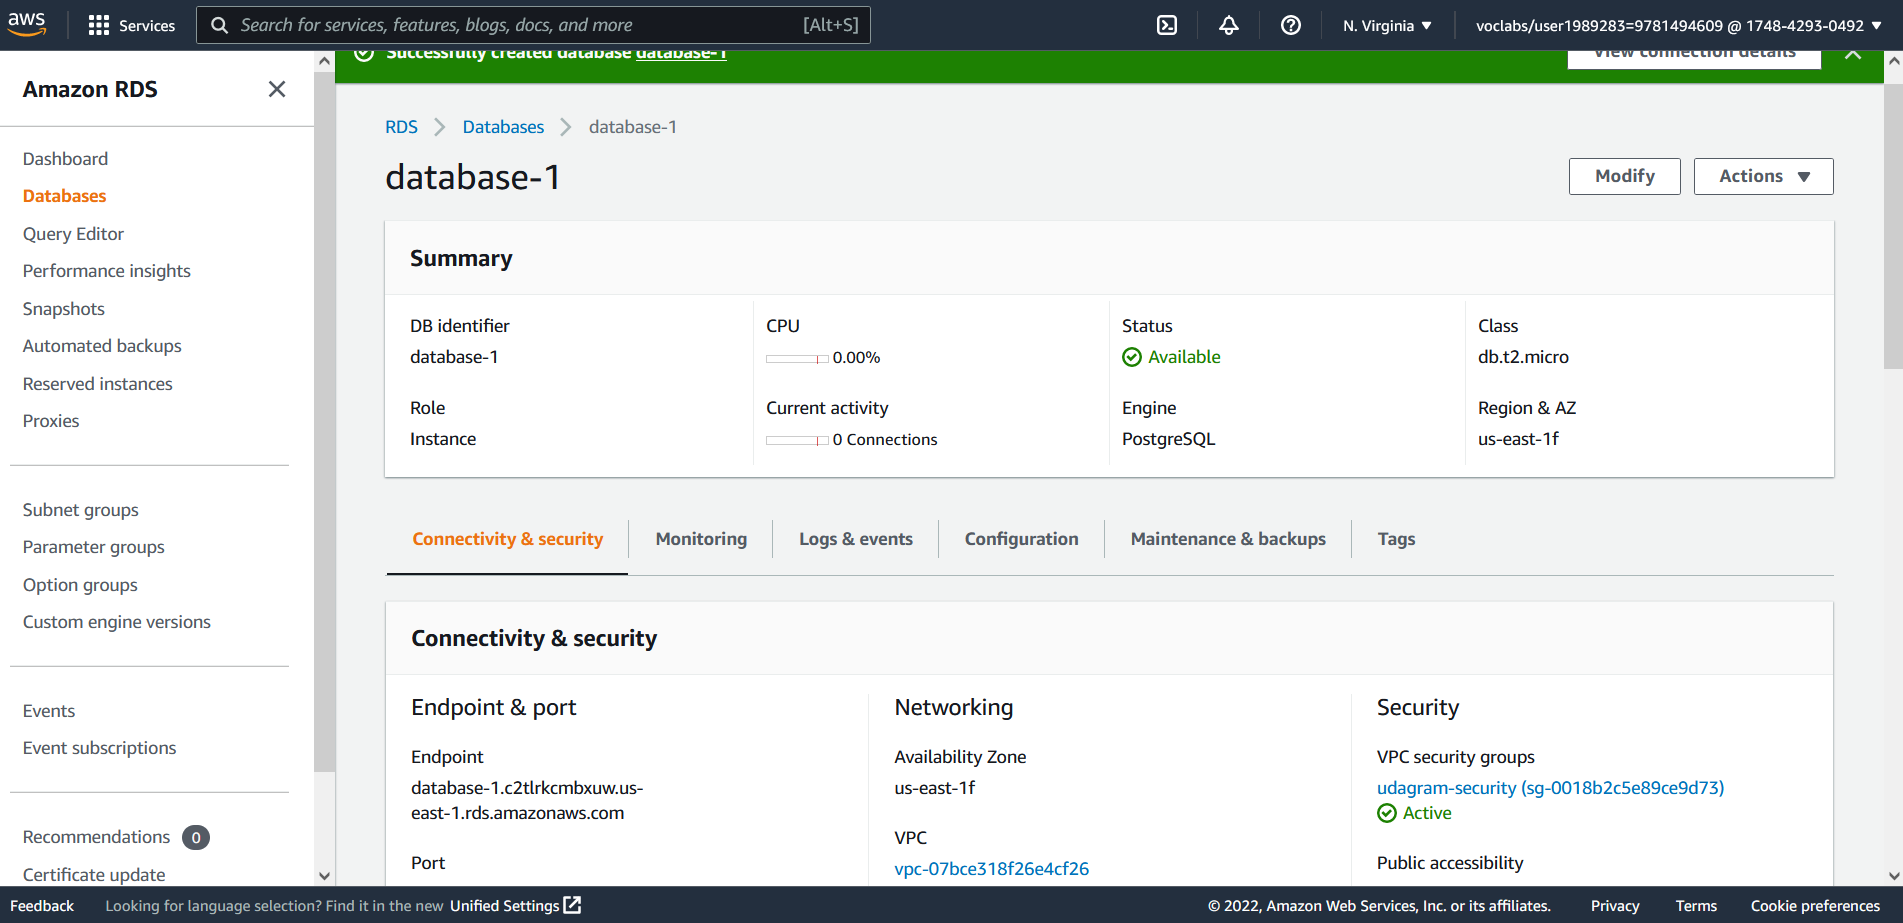 aws
Services
Search for services, features, blogs, docs, and more
[Alt+S]
N. Virginia
voclabs/user1989283=9781494609 @ 1748-4293-0492
Successfully created database database-1
View connection details
Amazon RDS
Dashboard
Databases
Query Editor
Performance insights
Snapshots
Automated backups
Reserved instances
Proxies
Subnet groups
Parameter groups
Option groups
Custom engine versions
Events
Event subscriptions
Recommendations 0
Certificate update
RDS
Databases
database-1
database-1
Modify
Actions
Summary
DB identifier
database-1
CPU
0.00%
Status
Available
Class
db.t2.micro
Role
Instance
Current activity
0 Connections
Engine
PostgreSQL
Region & AZ
us-east-1f
Connectivity & security
Monitoring
Logs & events
Configuration
Maintenance & backups
Tags
Connectivity & security
Endpoint & port
Endpoint
database-1.c2tlrkcmbxuw.us-
east-1.rds.amazonaws.com
Port
Networking
Availability Zone
us-east-1f
VPC
vpc-07bce318f26e4cf26
Security
VPC security groups
udagram-security (sg-0018b2c5e89ce9d73)
Active
Public accessibility
Feedback
Looking for language selection? Find it in the new Unified Settings
© 2022, Amazon Web Services, Inc. or its affiliates.
Privacy
Terms
Cookie preferences